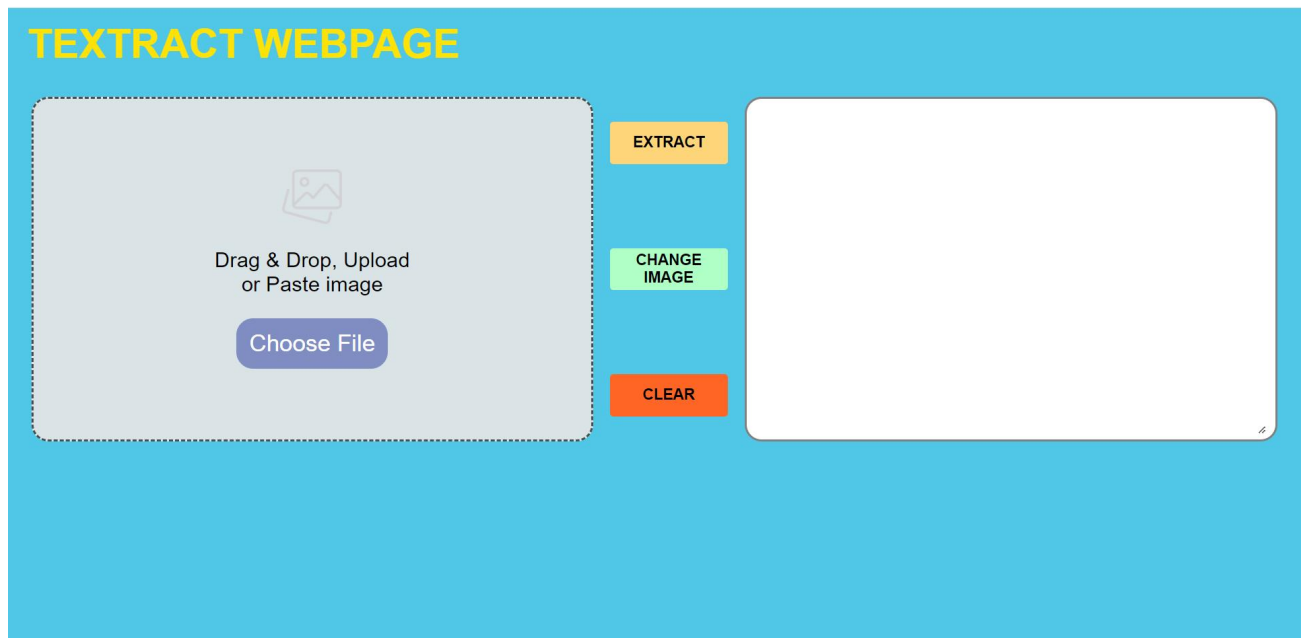 TEXTRACT WEBPAGE
Drag & Drop, Upload
or Paste image
Choose File
EXTRACT
CHANGE
IMAGE
CLEAR